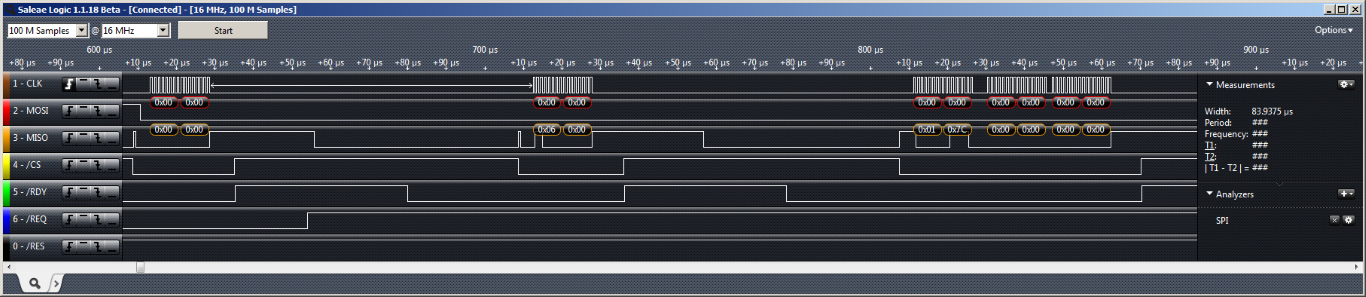 Saleae Logic 1.1.18 Beta - [Connected] - [16 MHz, 100 M Samples]
100 M Samples @ 16 MHz Start
Options
600 µs 700 µs 800 µs 900 µs
+80 µs +90 µs +10 µs +20 µs +30 µs +40 µs +50 µs +60 µs +70 µs +80 µs +90 µs +10 µs +20 µs +30 µs +40 µs +50 µs +60 µs +70 µs +80 µs +90 µs +10 µs +20 µs +30 µs +40 µs +50 µs +60 µs +70 µs +80 µs +90 µs +10 µs +20 µs
1 - CLK
2 - MOSI 0x00 0x00 0x00 0x00 0x00 0x00 0x00 0x00 0x00 0x00
3 - MISO 0x00 0x00 0x06 0x00 0x01 0x7C 0x00 0x00 0x00 0x00
4 - /CS
5 - /RDY
6 - /REQ
0 - /RES
Measurements
Width: 83.9375 µs
Period: ###
Frequency: ###
T1: ###
T2: ###
| T1 - T2 | = ###
Analyzers
SPI